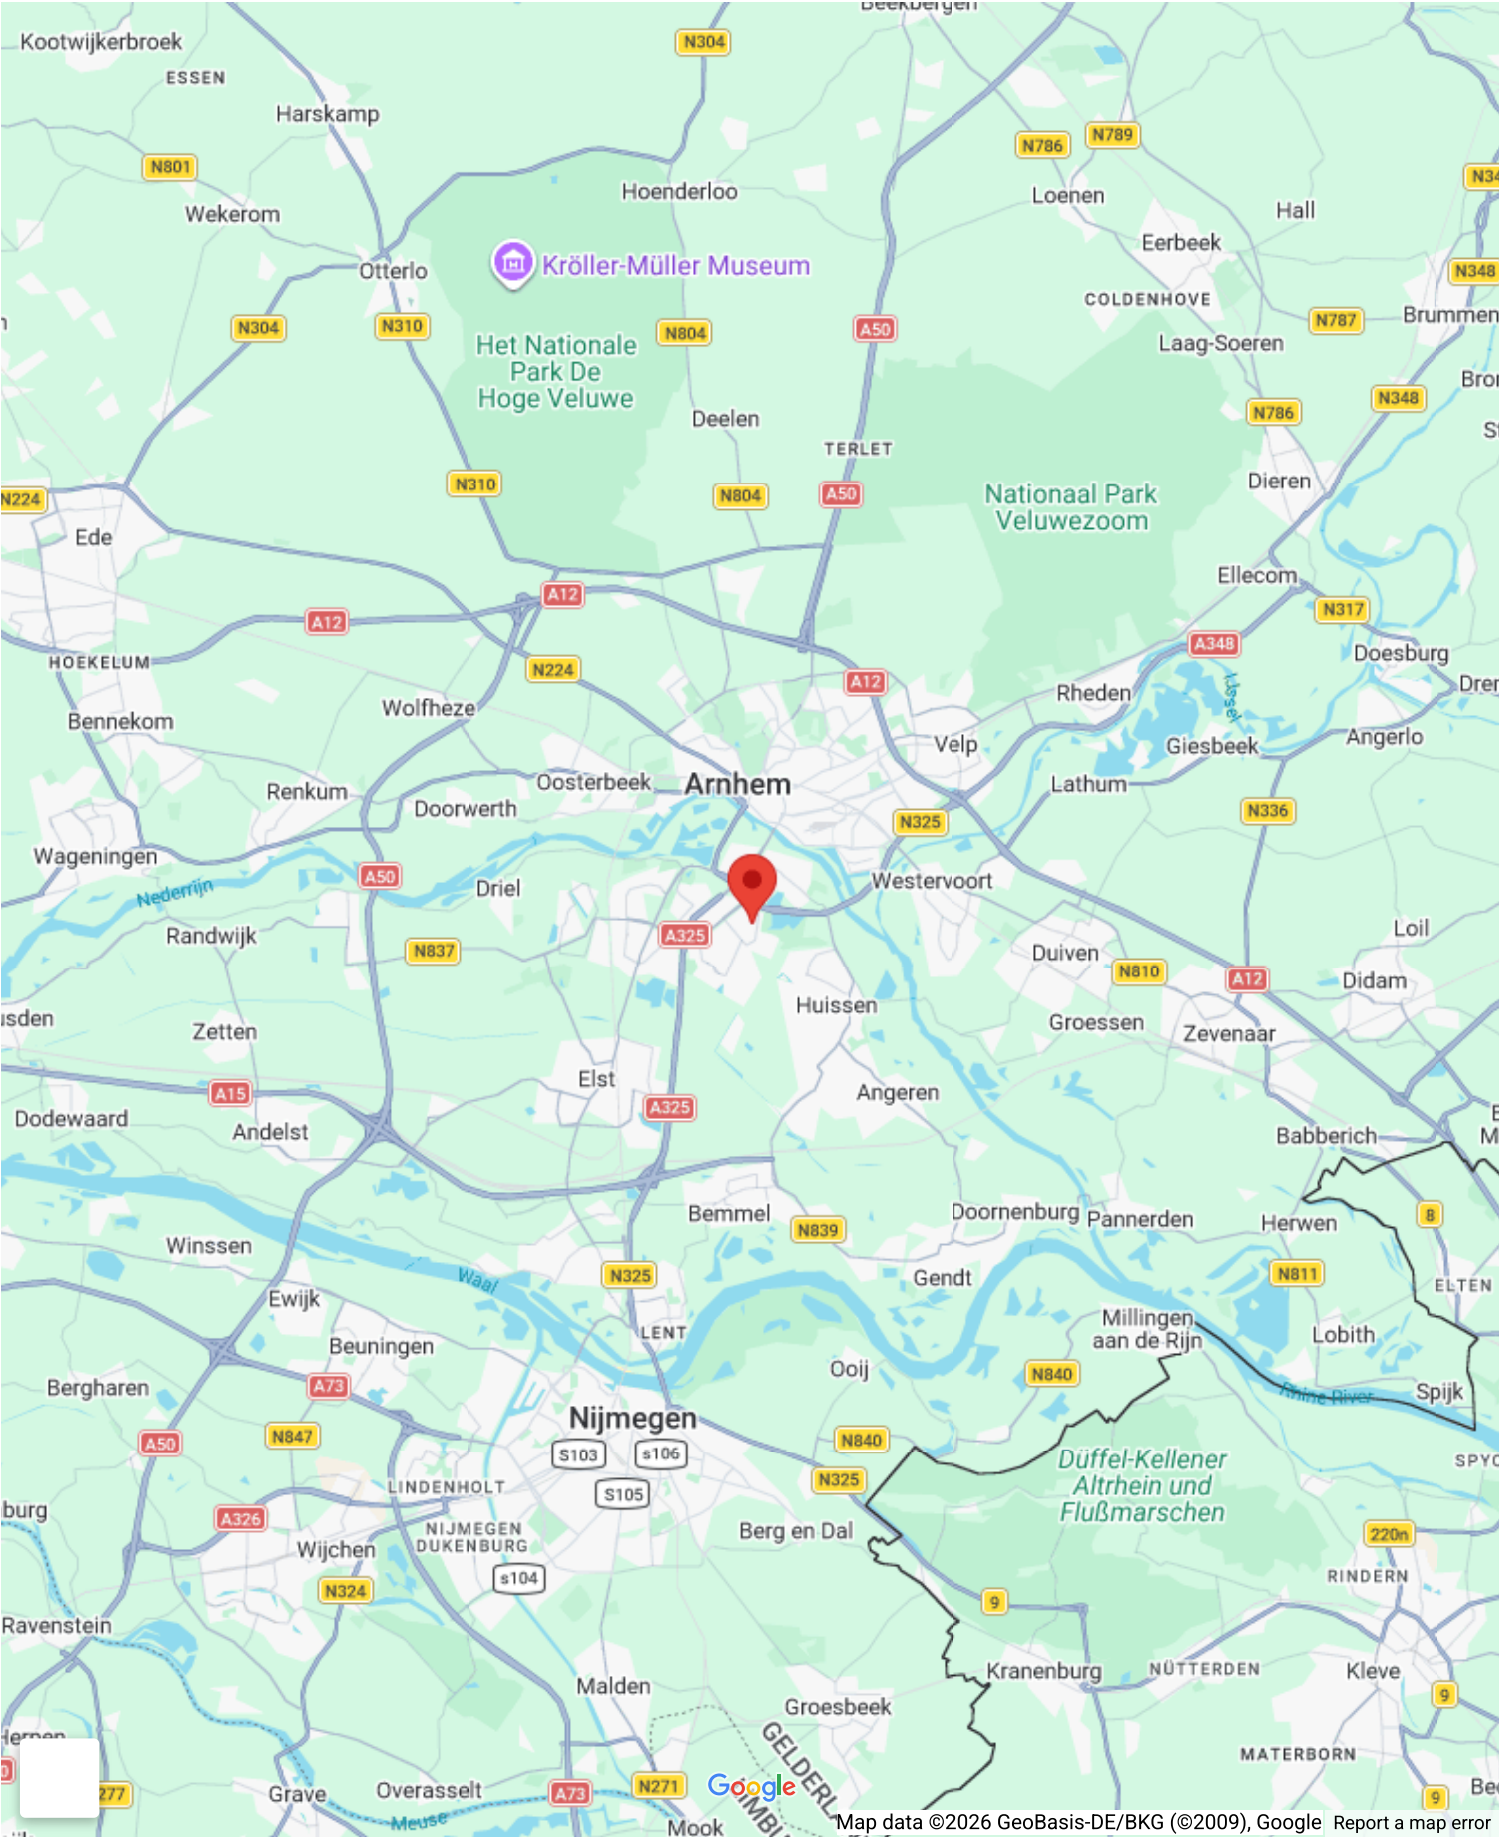 Beekbergen
Kootwijkerbroek
N304
ESSEN
Harskamp
N789
N786
N801
Hoenderloo
Loenen
Wekerom
Hall
Eerbeek
Kröller-Müller Museum
Otterlo
N348
COLDENHOVE
Brummen
N304
N310
N804
A50
N787
Het Nationale
Park De
Hoge Veluwe
Laag-Soeren
N348
N786
Deelen
TERLET
N310
N804
A50
Dieren
N224
Nationaal Park
Veluwezoom
Ede
Ellecom
A12
N317
A12
A348
HOEKELUM
N224
A12
Doesburg
Rheden
IJssel
Wolfheze
Bennekom
Velp
Giesbeek
Angerlo
Oosterbeek
Arnhem
Lathum
Renkum
Doorwerth
N325
N336
Wageningen
A50
Westervoort
Nederrijn
Driel
Randwijk
A325
N837
Loil
Duiven
N810
A12
Didam
Huissen
Zetten
Groessen
Zevenaar
Elst
A15
Angeren
A325
Dodewaard
Andelst
Babberich
Bemmel
N839
Doornenburg
Pannerden
Herwen
8
Winssen
Waal
N325
Gendt
N811
ELTEN
Ewijk
Millingen
aan de Rijn
LENT
Lobith
Beuningen
Ooij
N840
Bergharen
A73
Rhine River
Spijk
Nijmegen
A50
N847
S103
s106
N840
Düffel-Kellener
Altrhein und
Flußmarschen
N325
LINDENHOLT
S105
A326
NIJMEGEN
DUKENBURG
Berg en Dal
220n
Wijchen
s104
N324
RINDERN
9
Ravenstein
Kranenburg
NÜTTERDEN
Kleve
Malden
Groesbeek
9
MATERBORN
Grave
Overasselt
A73
N271
Google
9
Meuse
Mook
Map data ©2026 GeoBasis-DE/BKG (©2009), Google
Report a map error